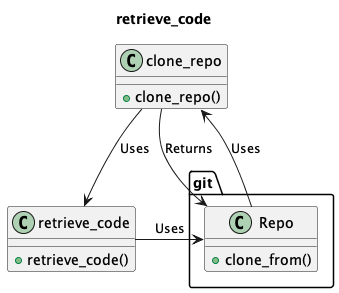 retrieve_code
C clone_repo
clone_repo()
Uses
Returns
Uses
git
C retrieve_code
retrieve_code()
Uses
C Repo
clone_from()